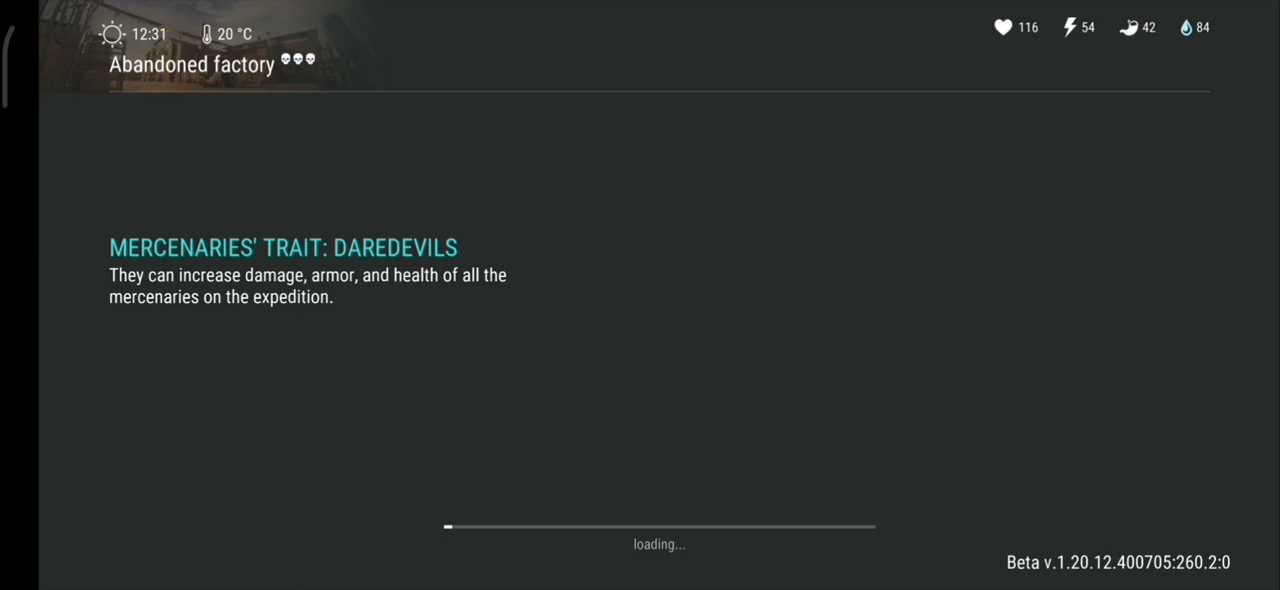 12:31 20 °C
116 54 42 84
Abandoned factory
MERCENARIES' TRAIT: DAREDEVILS
They can increase damage, armor, and health of all the
mercenaries on the expedition.
loading...
Beta v.1.20.12.400705:260.2:0